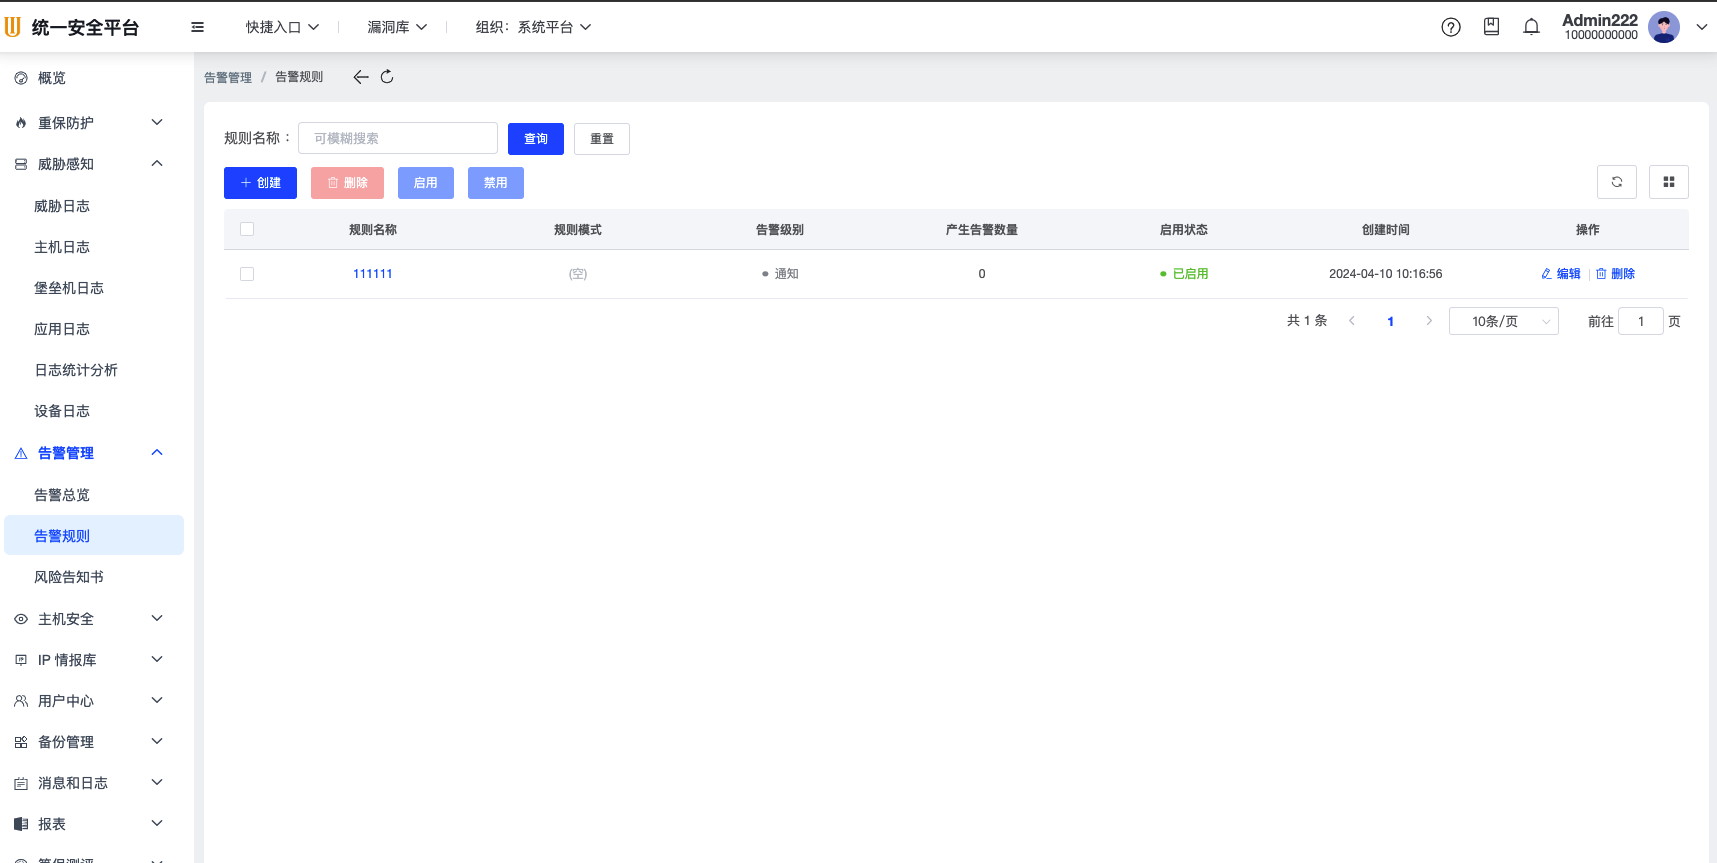 统一安全平台
快捷入口
漏洞库
组织：系统平台
Admin222
10000000000
概览
重保防护
威胁感知
威胁日志
主机日志
堡垒机日志
应用日志
日志统计分析
设备日志
告警管理
告警总览
告警规则
风险告知书
主机安全
IP 情报库
用户中心
备份管理
消息和日志
报表
等保测评
告警管理 / 告警规则
规则名称： 可模糊搜索 查询 重置
创建 删除 启用 禁用
规则名称 规则模式 告警级别 产生告警数量 启用状态 创建时间 操作
111111 (空) 通知 0 已启用 2024-04-10 10:16:56 编辑 删除
共 1 条 1 10条/页 前往 1 页